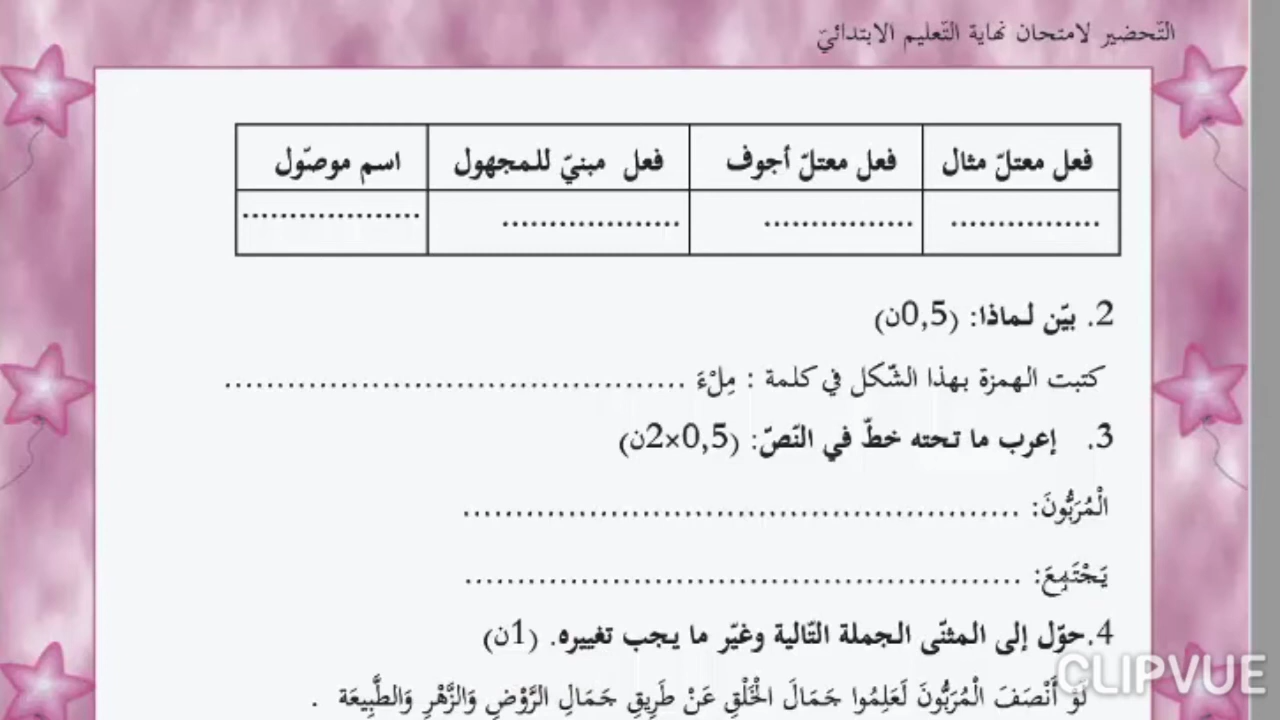 التّحضير لامتحان نهاية التّعليم الابتدائيّ
فعل معتلّ مثال فعل معتلّ أجوف فعل مبنيّ للمجهول اسم موصّول
................ ................ ................... ...................
2. بيّن لماذا: (0,5ن)
كتبت الهمزة بهذا الشّكل في كلمة : مِلْءَ ............................................
3. إعرب ما تحته خطّ في النّصّ: (0,5×2ن)
الْمُرَبُّونَ: .....................................................
يَجْتَمِعَ: .....................................................
4.حوّل إلى المثنّى الجملة التّالية وغيّر ما يجب تغييره. (1ن)
لَوْ أَنْصَفَ الْمُرَبُّونَ لَعَلِمُوا جَمَالَ الْخَلْقِ عَنْ طَرِيقِ جَمَالِ الرَّوْضِ وَالزَّهْرِ وَالطَّبِيعَة .
CLIPVUE